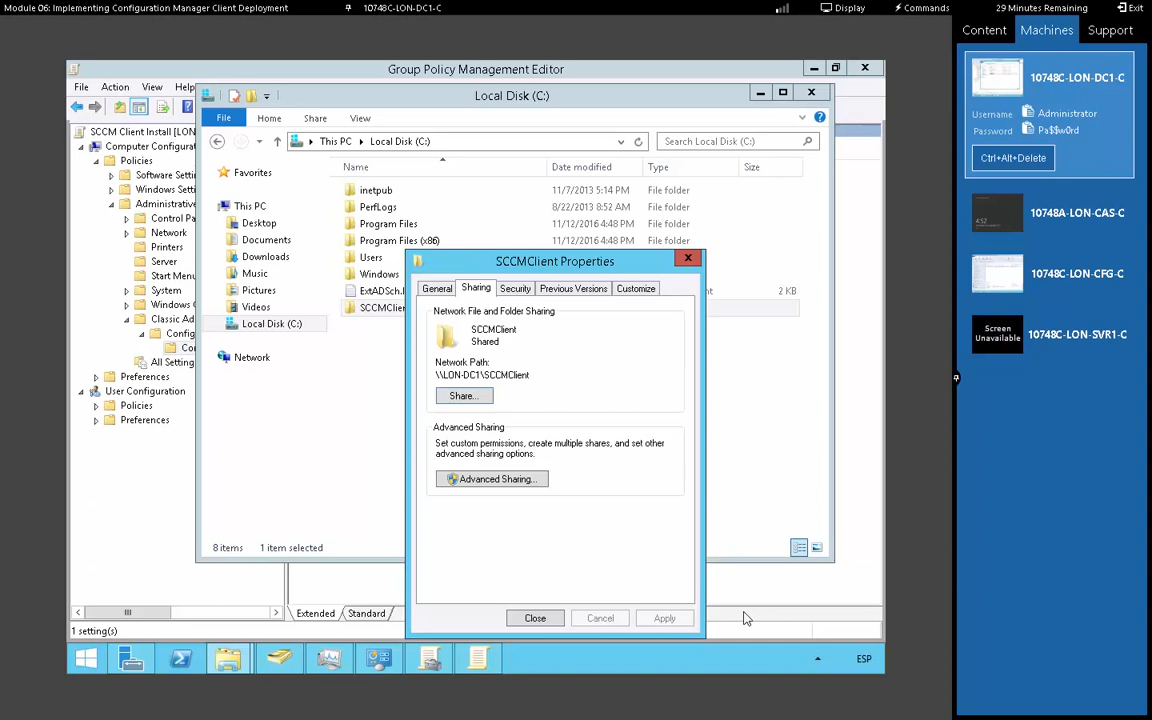 Module 06: Implementing Configuration Manager Client Deployment
10748C-LON-DC1-C
Display
Commands
29 Minutes Remaining
Exit
Content
Machines
Support
10748C-LON-DC1-C
Username
Administrator
Password
Pa$$w0rd
Ctrl+Alt+Delete
10748A-LON-CAS-C
4:52
10748C-LON-CFG-C
Screen
Unavailable
10748C-LON-SVR1-C
Group Policy Management Editor
File Action View Help
SCCM Client Install [LON
Computer Configura
Policies
Software Setti
Windows Setti
Administrative
Control Pa
Network
Printers
Server
Start Menu
System
Windows C
Classic Ad
Config
Co
All Setting
Preferences
User Configuration
Policies
Preferences
Extended
Standard
1 setting(s)
Local Disk (C:)
File Home Share View
This PC
Local Disk (C:)
Search Local Disk (C:)
Name
Date modified
Type
Size
Favorites
This PC
Desktop
Documents
Downloads
Music
Pictures
Videos
Local Disk (C:)
Network
inetpub 11/7/2013 5:14 PM File folder
PerfLogs 8/22/2013 8:52 AM File folder
Program Files 11/12/2016 4:48 PM File folder
Program Files (x86) 11/12/2016 4:48 PM File folder
Users
Windows
ExtADSch.l
2 KB
SCCMClien
8 items 1 item selected
SCCMClient Properties
General Sharing Security Previous Versions Customize
Network File and Folder Sharing
SCCMClient
Shared
Network Path:
\\LON-DC1\SCCMClient
Share...
Advanced Sharing
Set custom permissions, create multiple shares, and set other
advanced sharing options.
Advanced Sharing...
Close Cancel Apply
ESP